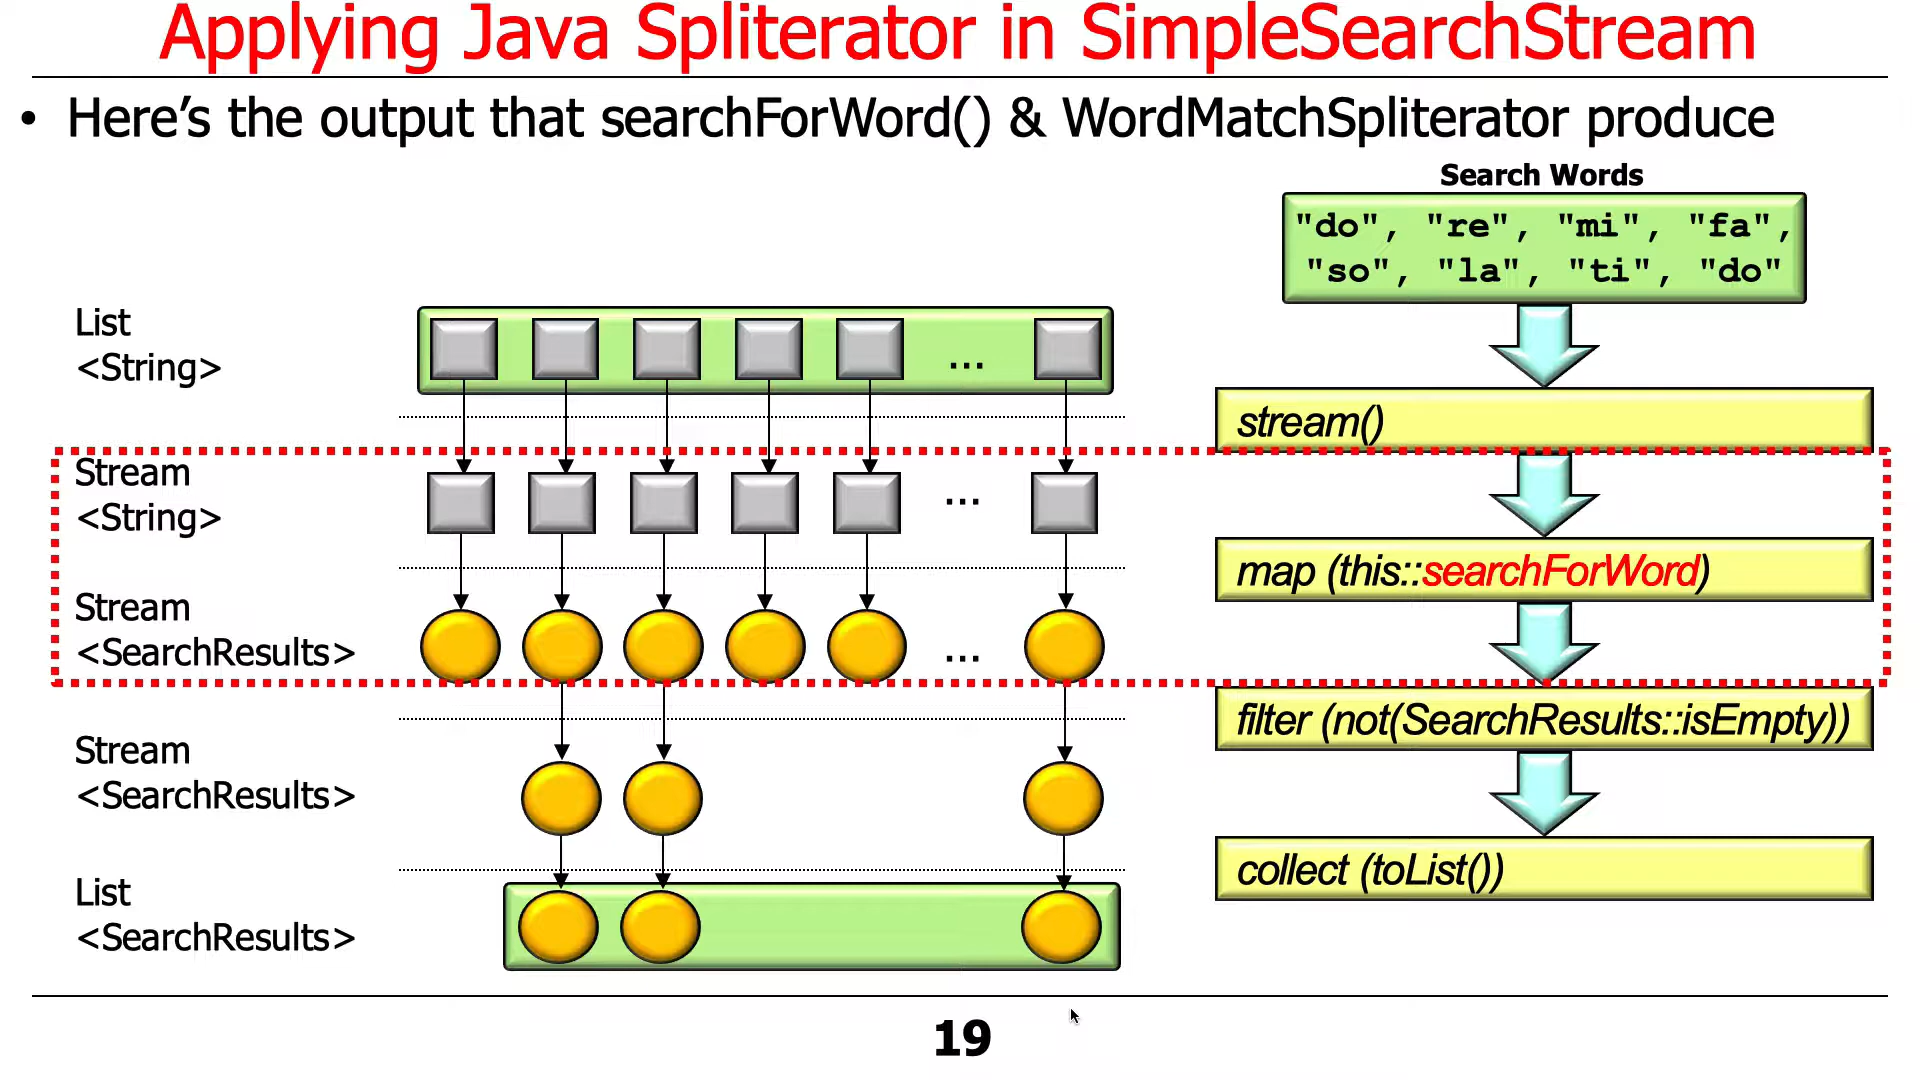 Applying Java Spliterator in SimpleSearchStream
• Here’s the output that searchForWord() & WordMatchSpliterator produce
Search Words
"do", "re", "mi", "fa",
"so", "la", "ti", "do"
List
<String>
...
stream()
Stream
<String>
...
map (this::searchForWord)
Stream
<SearchResults>
...
filter (not(SearchResults::isEmpty))
Stream
<SearchResults>
collect (toList())
List
<SearchResults>
19